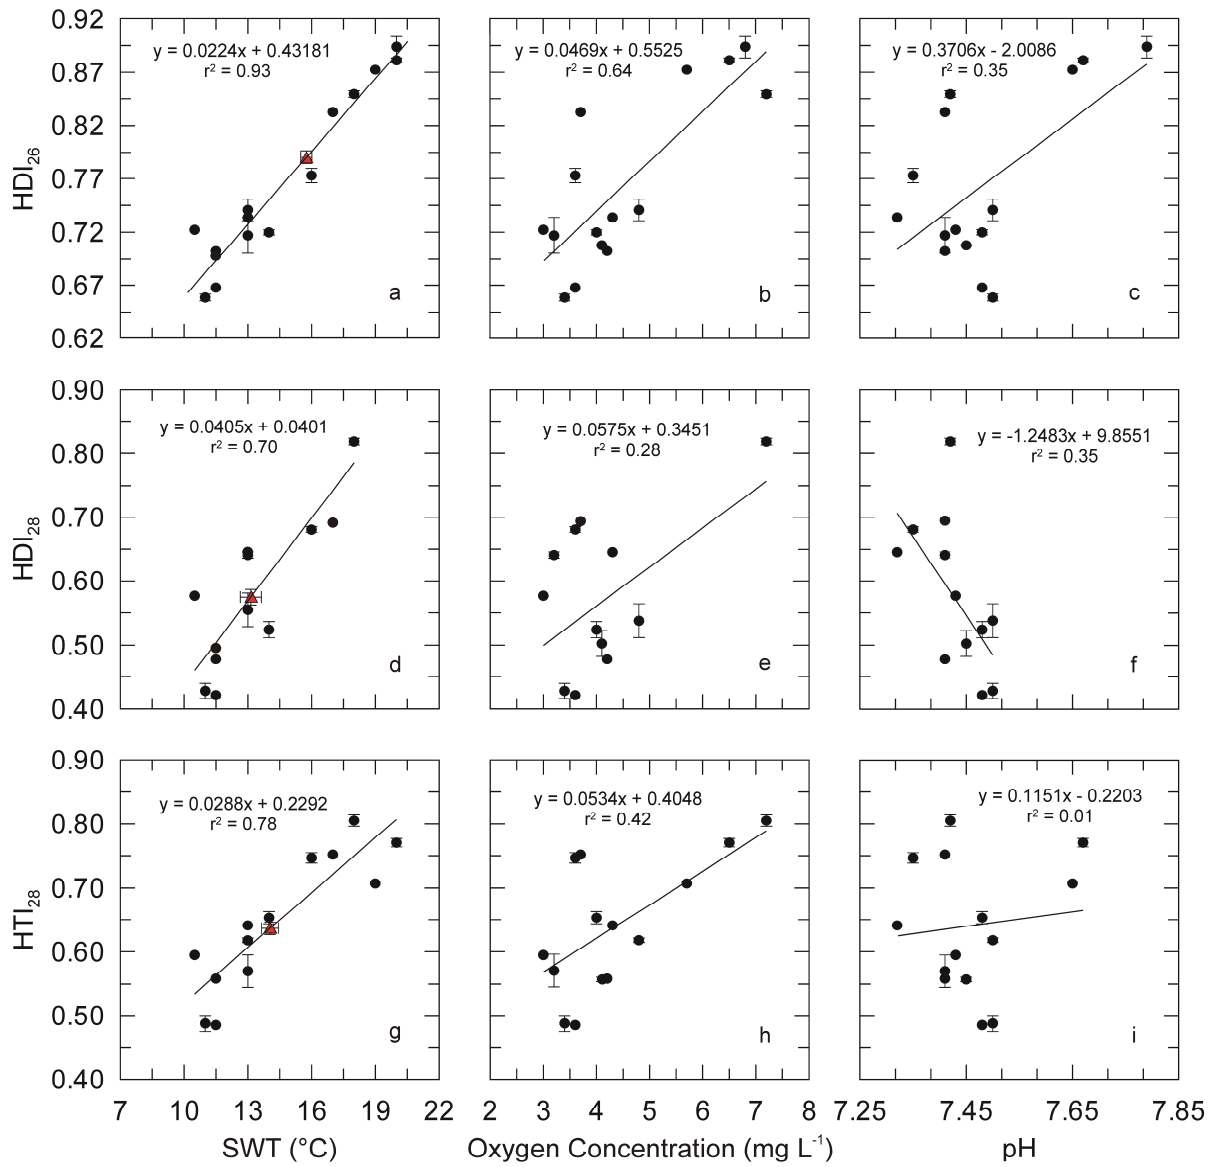 0.92
0.87
0.82
0.77
0.72
0.67
0.62
HDI26
y = 0.0224x + 0.43181
r² = 0.93
a
y = 0.0469x + 0.5525
r² = 0.64
b
y = 0.3706x - 2.0086
r² = 0.35
c
0.90
0.80
0.70
0.60
0.50
0.40
HDI28
y = 0.0405x + 0.0401
r² = 0.70
d
y = 0.0575x + 0.3451
r² = 0.28
e
y = -1.2483x + 9.8551
r² = 0.35
f
0.90
0.80
0.70
0.60
0.50
0.40
HTI28
y = 0.0288x + 0.2292
r² = 0.78
g
y = 0.0534x + 0.4048
r² = 0.42
h
y = 0.1151x - 0.2203
r² = 0.01
i
7 10 13 16 19 22
2 3 4 5 6 7 8
7.25 7.45 7.65 7.85
SWT (°C)
Oxygen Concentration (mg L⁻¹)
pH